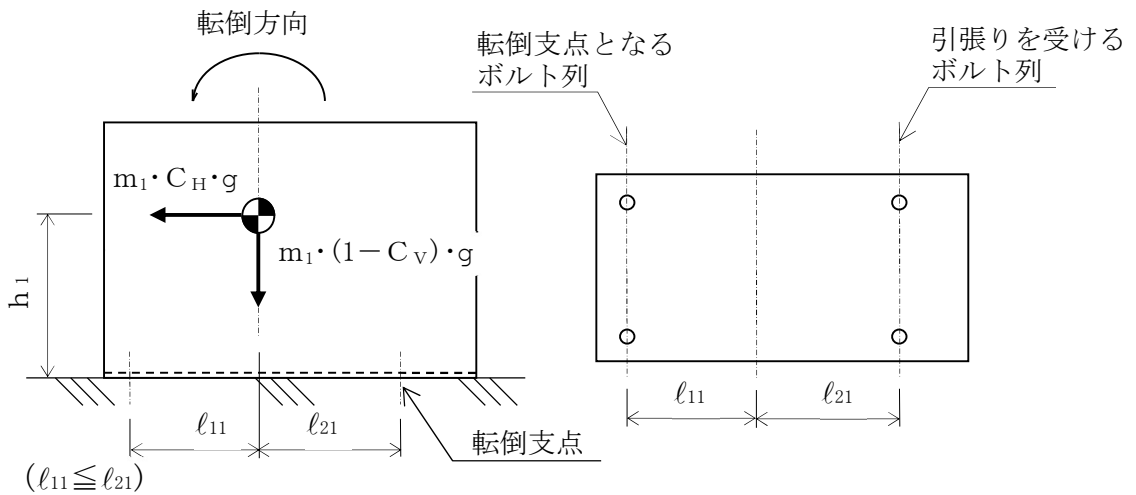 転倒方向
m₁・C_H・g
m₁・(1－C_V)・g
h₁
ℓ₁₁
ℓ₂₁
転倒支点
(ℓ₁₁≦ℓ₂₁)
転倒支点となる
ボルト列
引張りを受ける
ボルト列
ℓ₁₁
ℓ₂₁